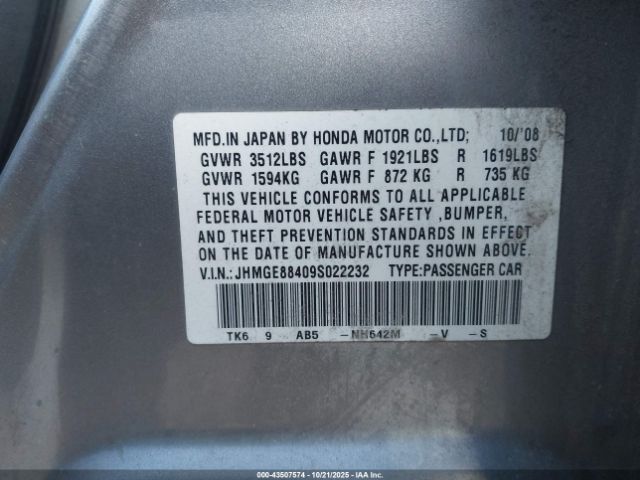 MFD.IN JAPAN BY HONDA MOTOR CO.,LTD; 10/'08
GVWR 3512LBS GAWR F 1921LBS R 1619LBS
GVWR 1594KG GAWR F 872 KG R 735 KG
THIS VEHICLE CONFORMS TO ALL APPLICABLE
FEDERAL MOTOR VEHICLE SAFETY ,BUMPER,
AND THEFT PREVENTION STANDARDS IN EFFECT
ON THE DATE OF MANUFACTURE SHOWN ABOVE.
V.I.N.:JHMGE88409S022232 TYPE:PASSENGER CAR
TK6 9 AB5 -NH642M -V -S
000-43507574 | 10/21/2025 | IAA Inc.